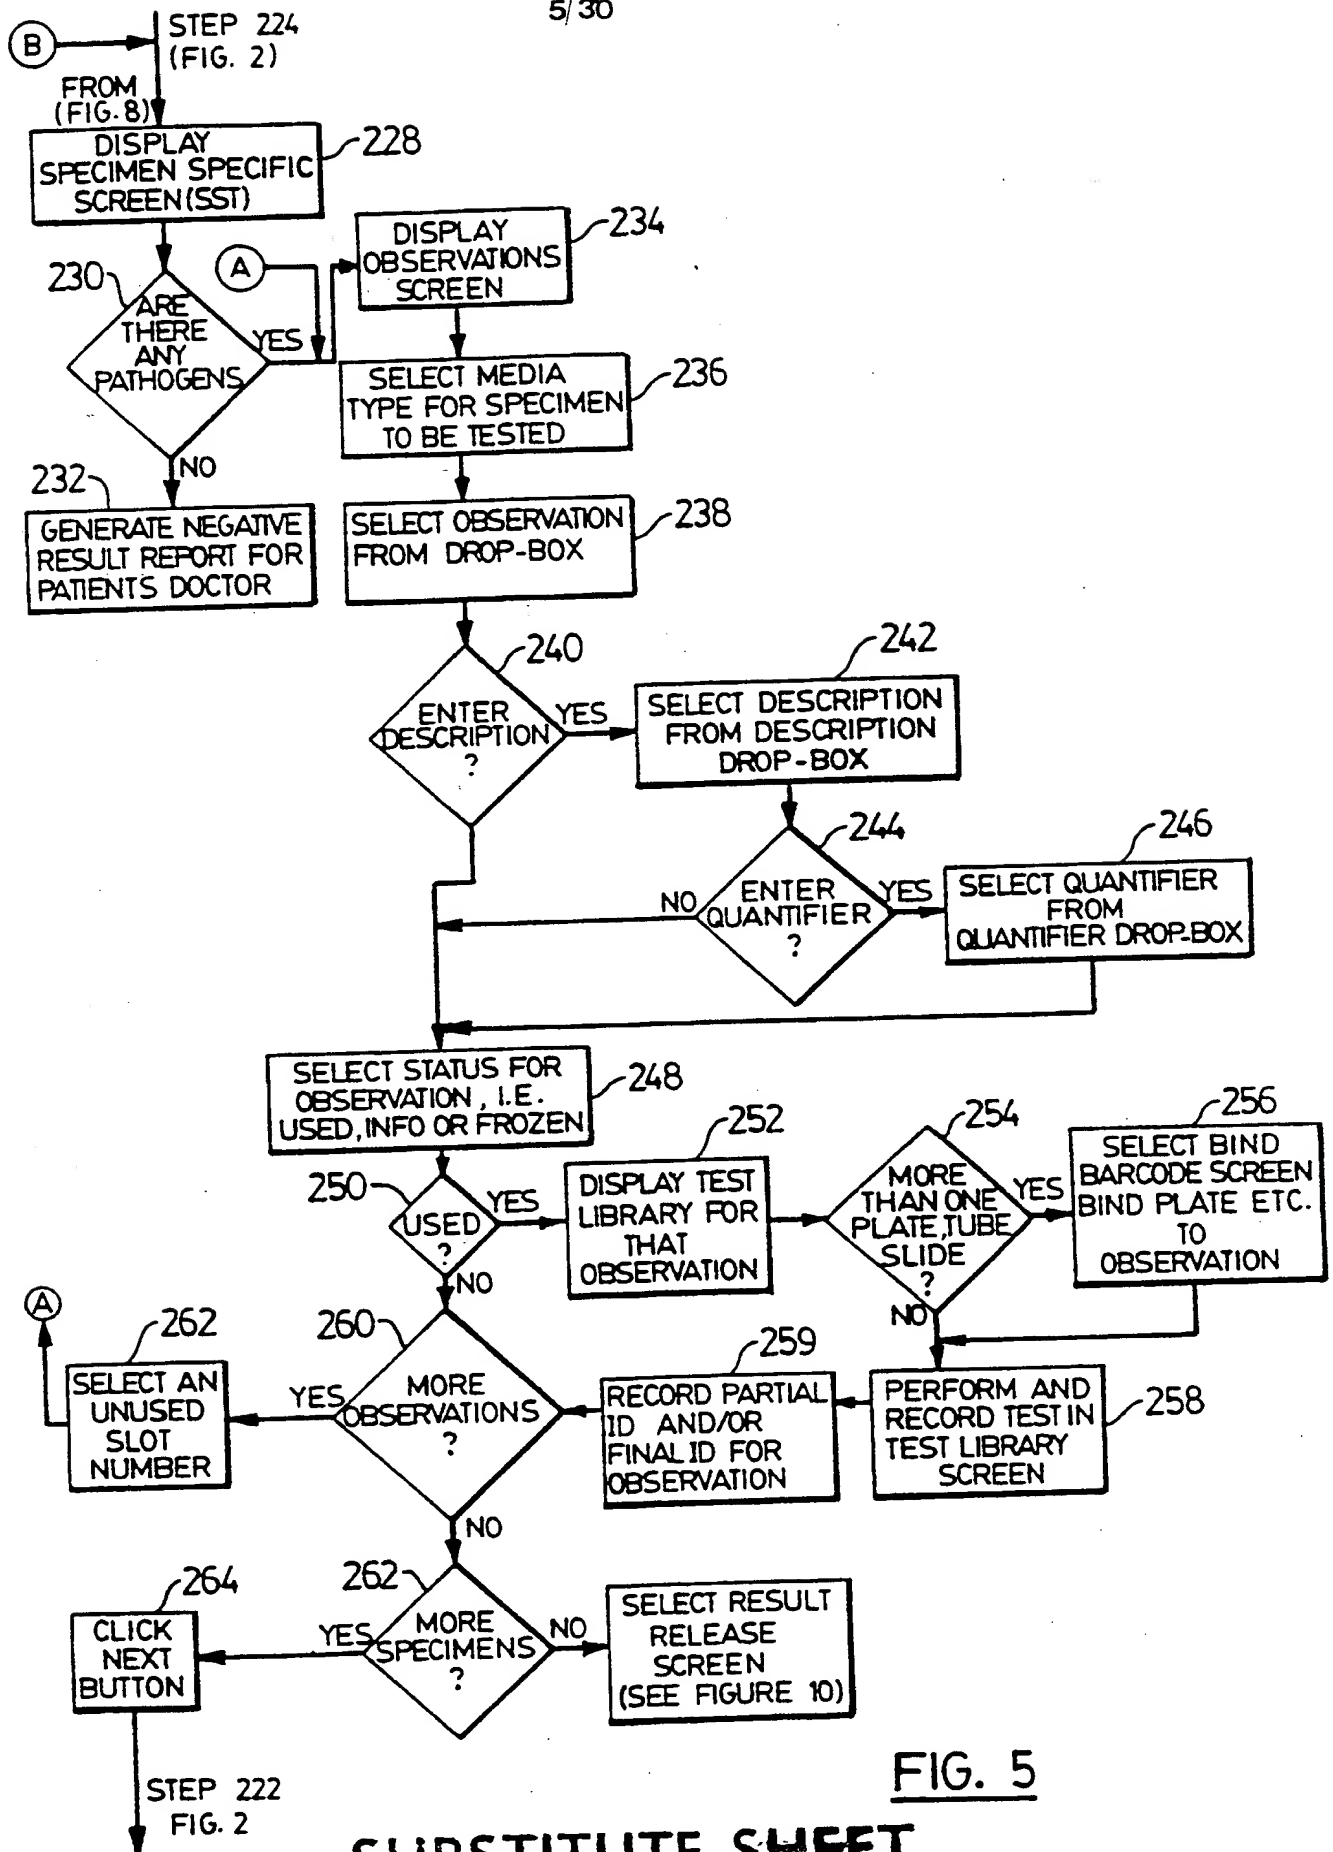 5/30
B
STEP 224
(FIG. 2)
FROM
(FIG. 8)
DISPLAY
SPECIMEN SPECIFIC
SCREEN (SST)
228
A
DISPLAY
OBSERVATIONS
SCREEN
234
230
ARE
THERE
ANY
PATHOGENS
YES
NO
SELECT MEDIA
TYPE FOR SPECIMEN
TO BE TESTED
236
232
GENERATE NEGATIVE
RESULT REPORT FOR
PATIENTS DOCTOR
SELECT OBSERVATION
FROM DROP-BOX
238
240
ENTER
DESCRIPTION
?
YES
242
SELECT DESCRIPTION
FROM DESCRIPTION
DROP-BOX
244
ENTER
QUANTIFIER
?
NO
YES
246
SELECT QUANTIFIER
FROM
QUANTIFIER DROP-BOX
SELECT STATUS FOR
OBSERVATION, I.E.
USED, INFO OR FROZEN
248
250
USED
?
YES
NO
252
DISPLAY TEST
LIBRARY FOR
THAT
OBSERVATION
254
MORE
THAN ONE
PLATE, TUBE
SLIDE
?
YES
NO
256
SELECT BIND
BARCODE SCREEN
BIND PLATE ETC.
TO
OBSERVATION
A
262
SELECT AN
UNUSED
SLOT
NUMBER
260
MORE
OBSERVATIONS
?
YES
NO
259
RECORD PARTIAL
ID AND/OR
FINAL ID FOR
OBSERVATION
PERFORM AND
RECORD TEST IN
TEST LIBRARY
SCREEN
258
264
CLICK
NEXT
BUTTON
262
MORE
SPECIMENS
?
YES
NO
SELECT RESULT
RELEASE
SCREEN
(SEE FIGURE 10)
STEP 222
FIG. 2
FIG. 5
SUBSTITUTE SHEET